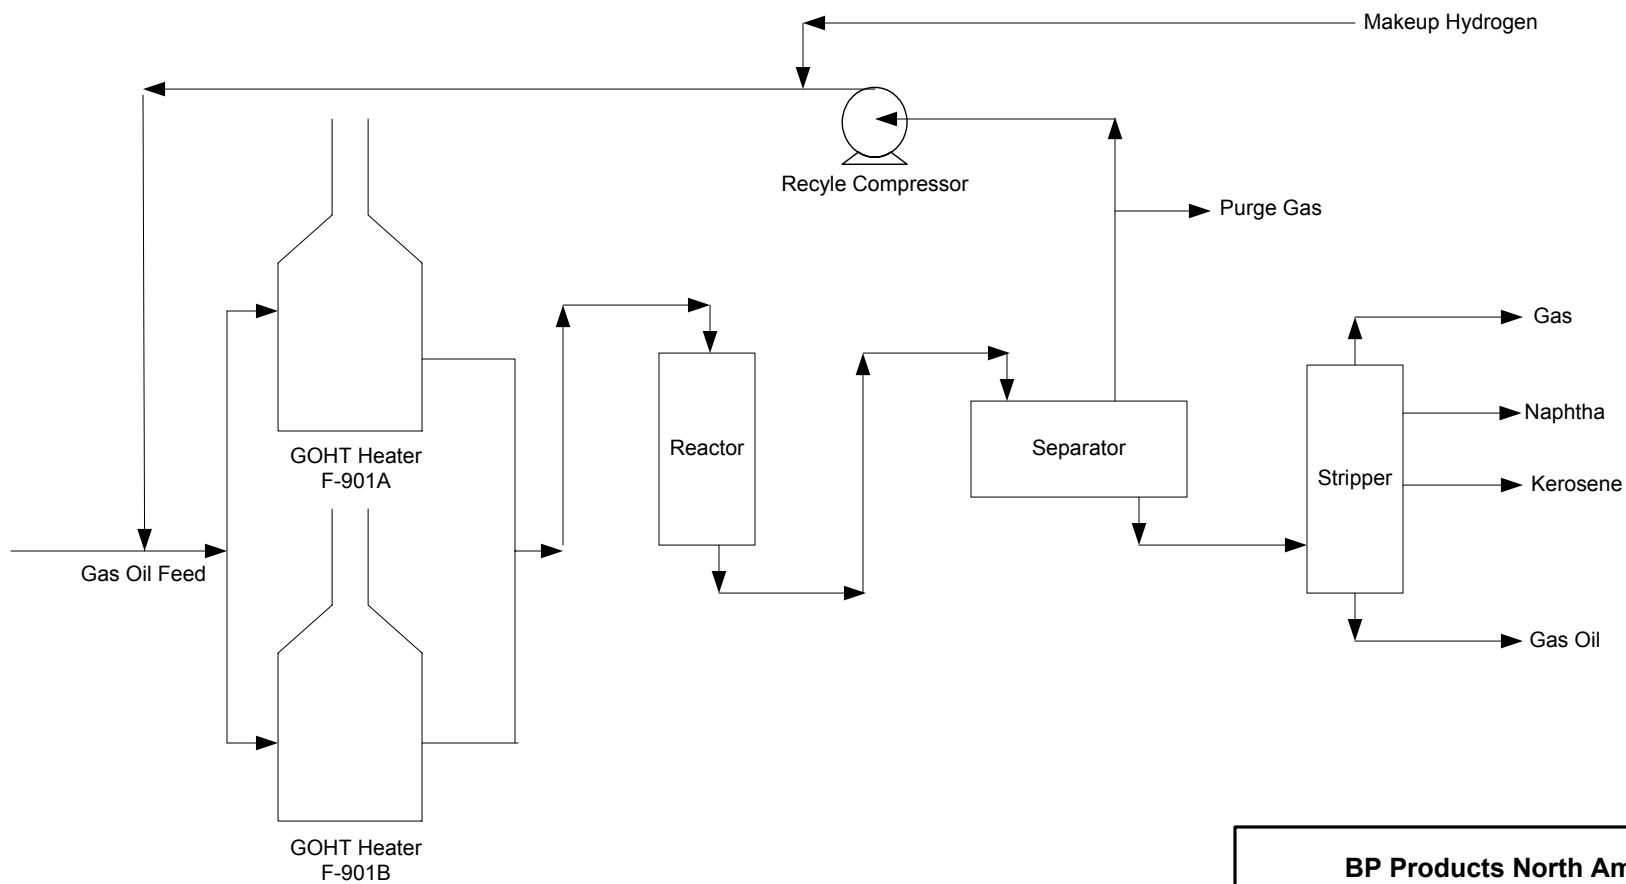 Makeup Hydrogen
Recyle Compressor
Purge Gas
Gas
Naphtha
Kerosene
Gas Oil
GOHT Heater
F-901A
Reactor
Separator
Stripper
Gas Oil Feed
GOHT Heater
F-901B
BP Products North Am